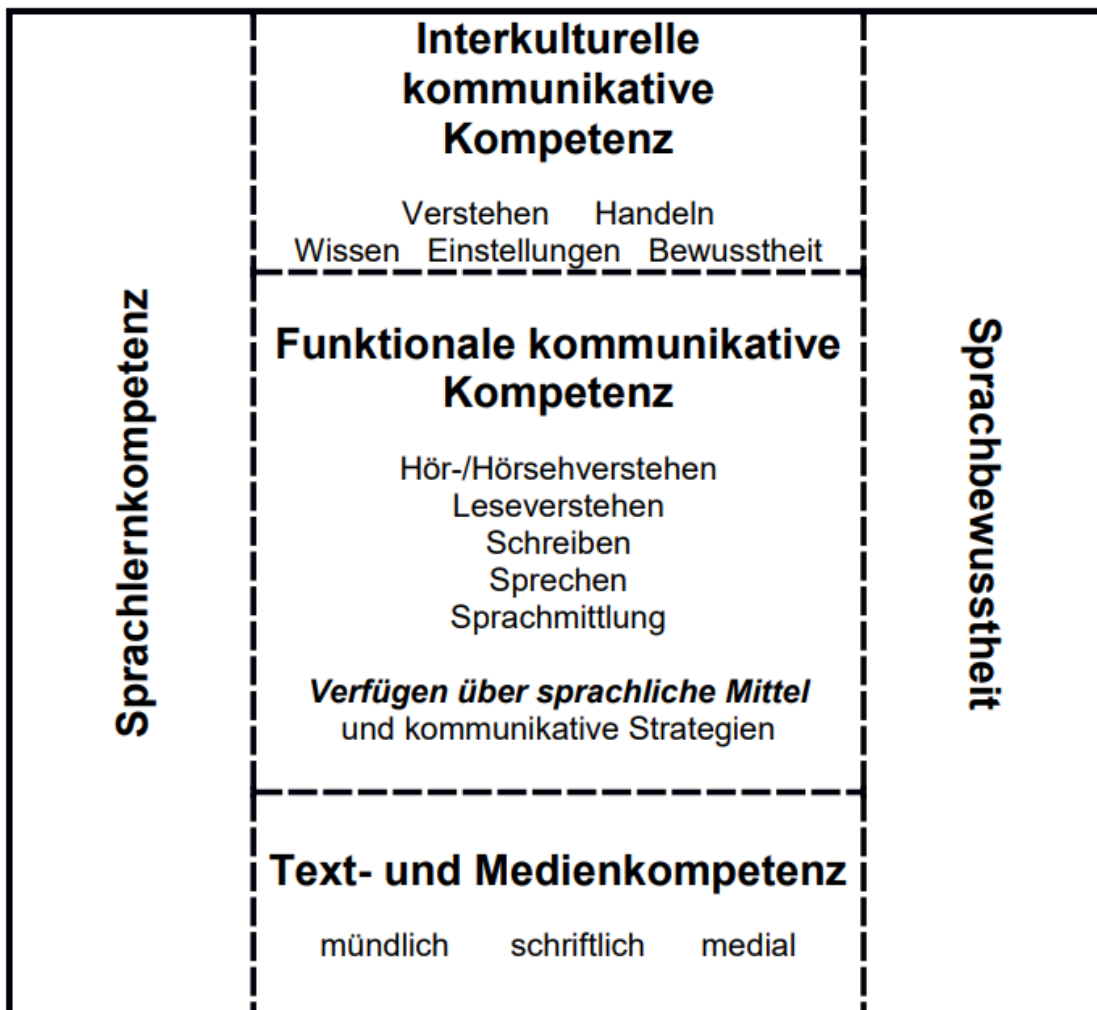 Sprachlernkompetenz
Interkulturelle
kommunikative
Kompetenz
Verstehen Handeln
Wissen Einstellungen Bewusstheit
Funktionale kommunikative
Kompetenz
Hör-/Hörsehverstehen
Leseverstehen
Schreiben
Sprechen
Sprachmittlung
Verfügen über sprachliche Mittel
und kommunikative Strategien
Text- und Medienkompetenz
mündlich schriftlich medial
Sprachbewusstheit